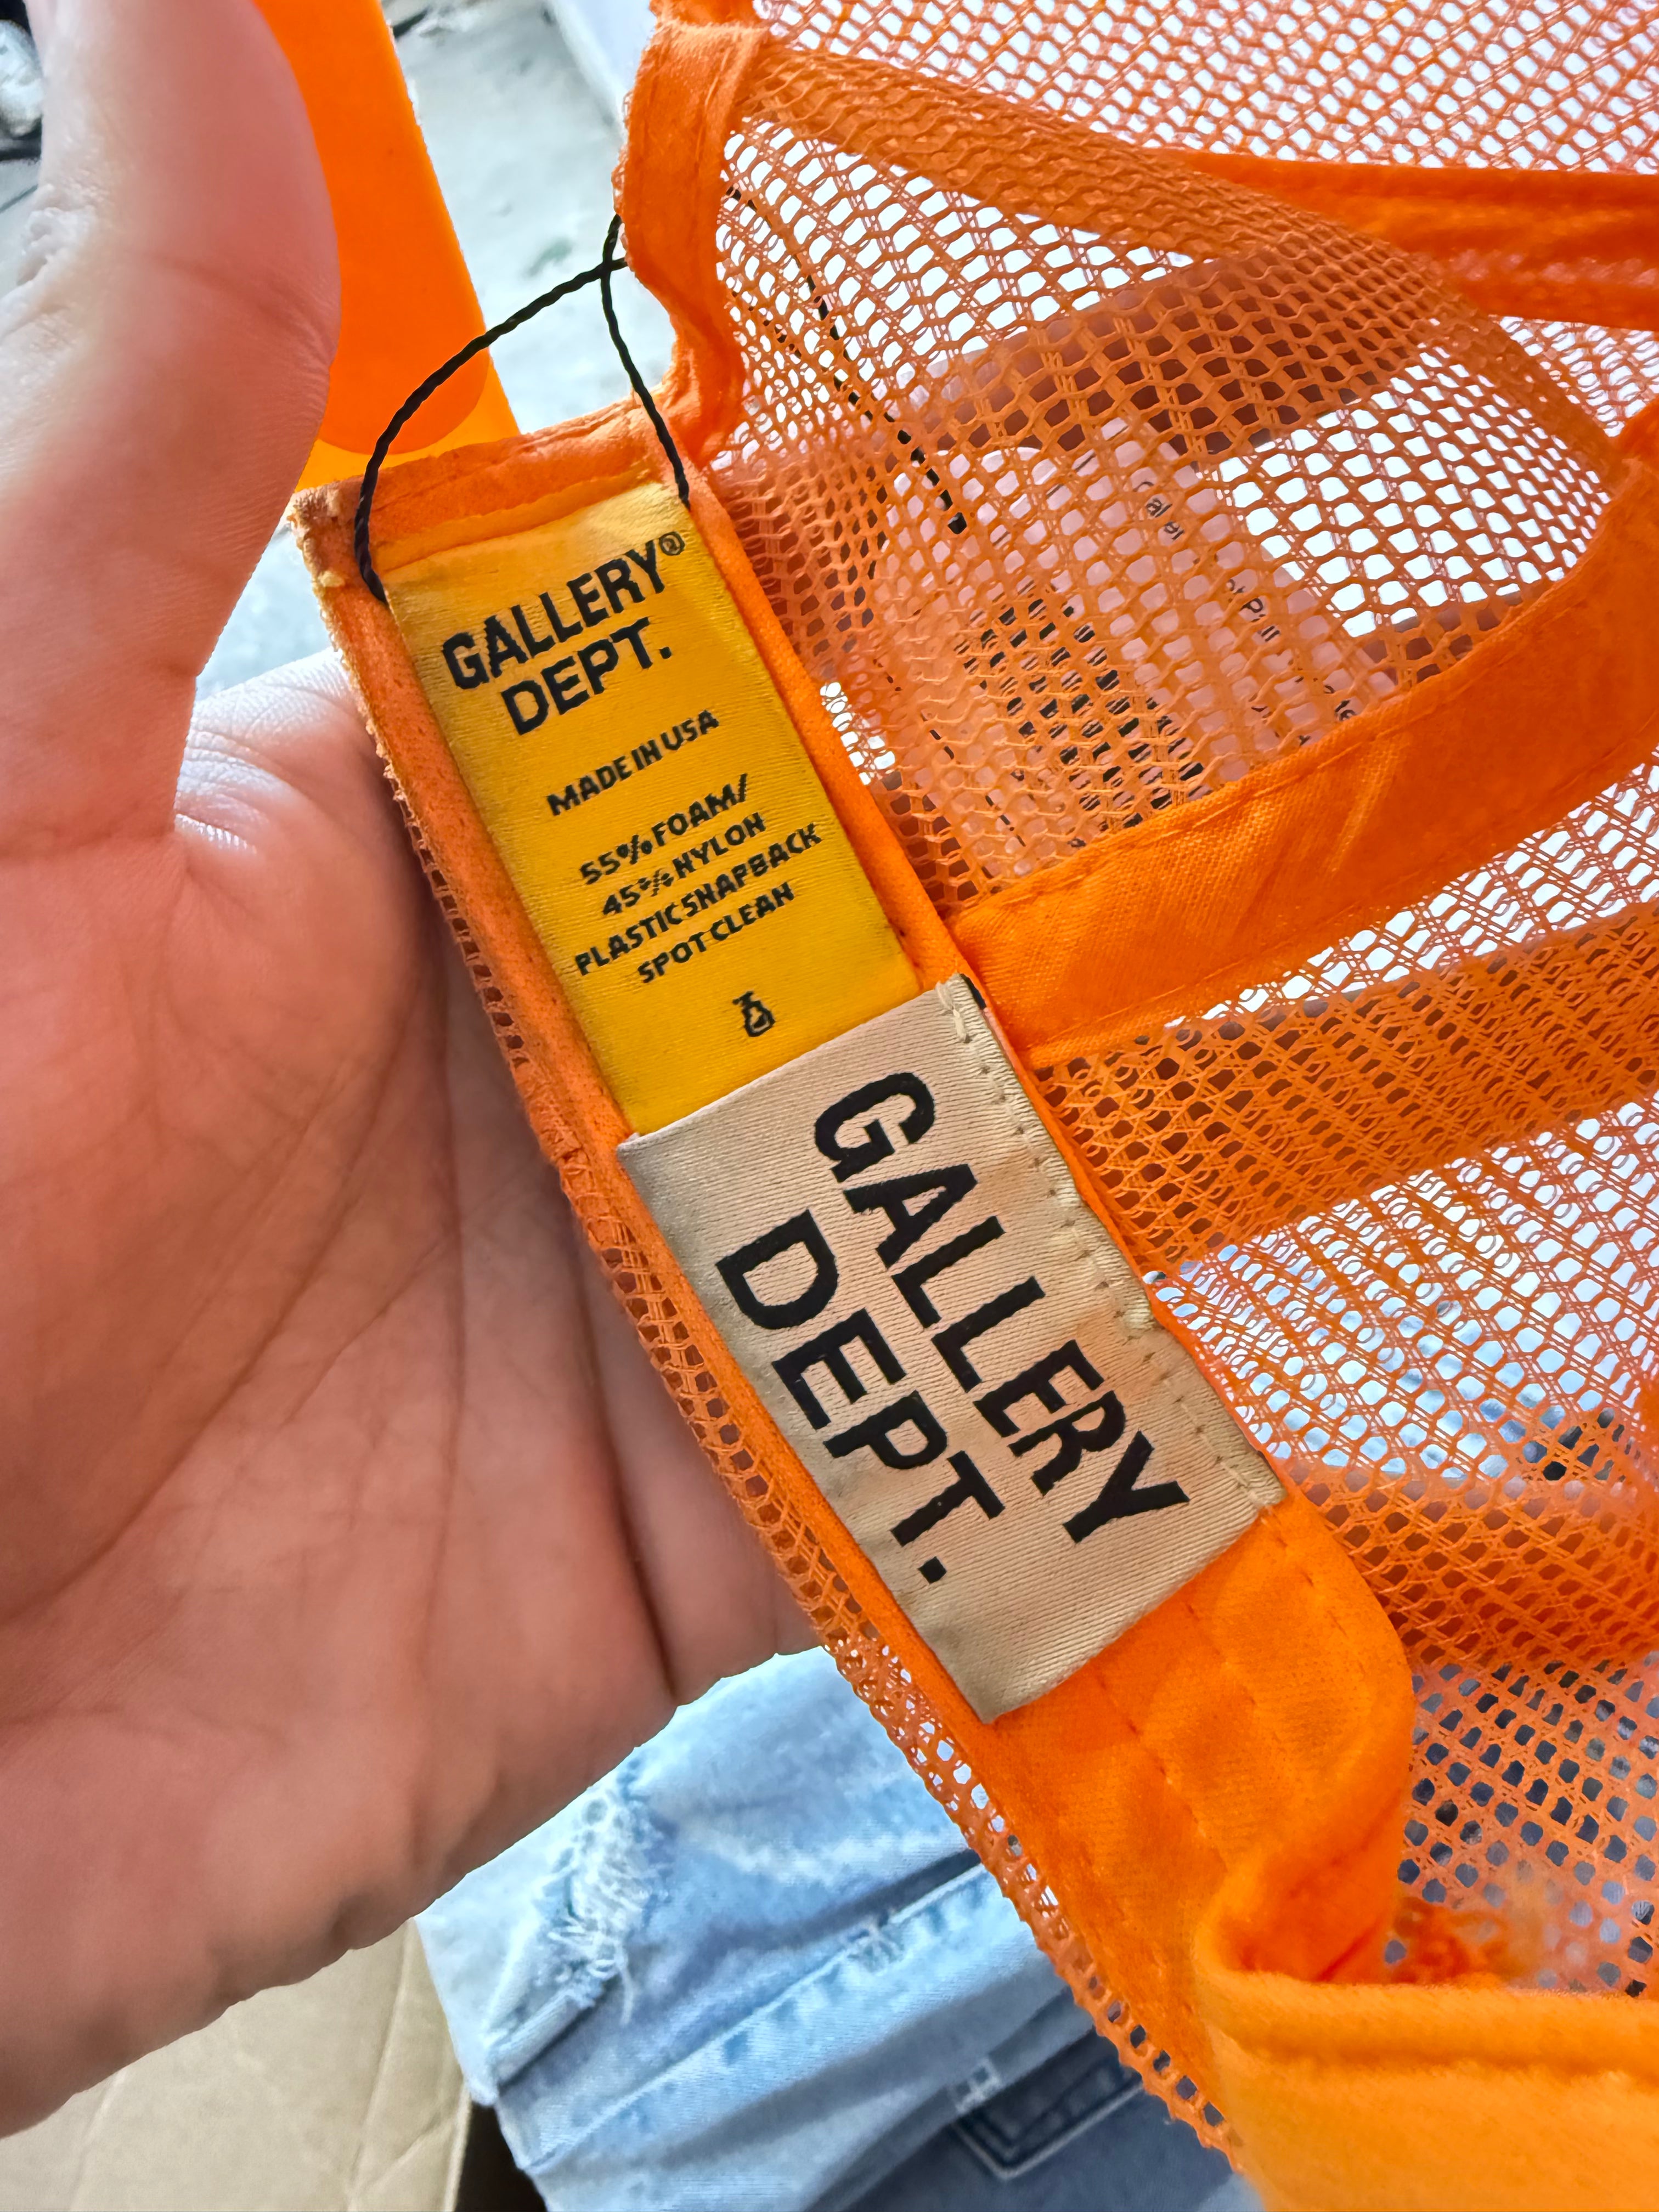 GALLERY®
DEPT.
MADE IN USA
55% FOAM/
45% NYLON
PLASTIC SNAPBACK
SPOT CLEAN
GALLERY
DEPT.